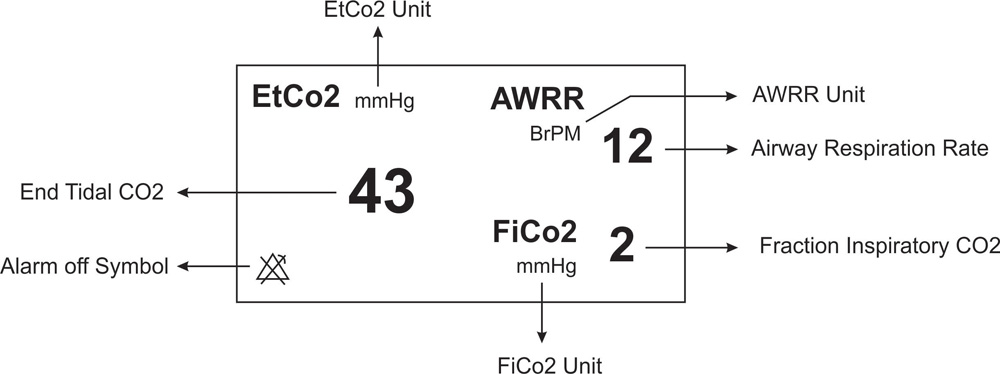 EtCo2 Unit
EtCo2 mmHg
AWRR
BrPM
AWRR Unit
12
Airway Respiration Rate
End Tidal CO2
43
FiCo2
mmHg
2
Fraction Inspiratory CO2
Alarm off Symbol
FiCo2 Unit